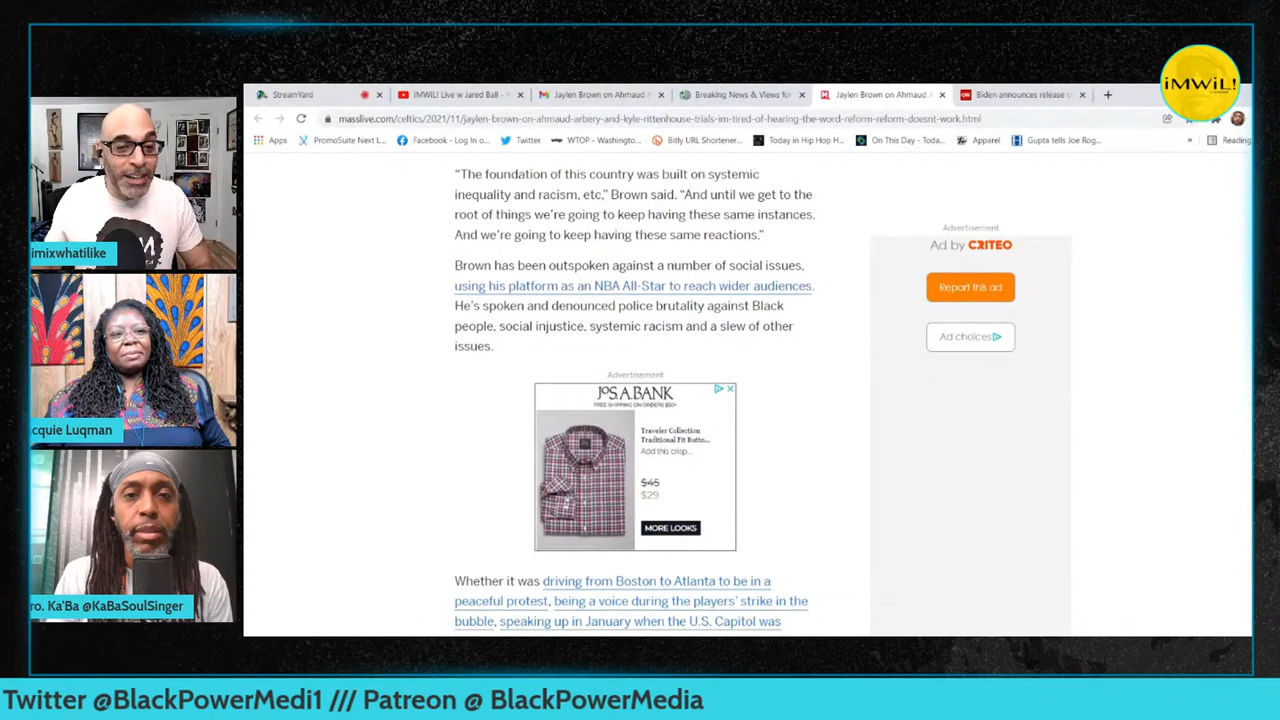 iMWiL!
StreamYard
iMWiL! Live w Jared Ball -
Jaylen Brown on Ahmaud A
Breaking News & Views for
Jaylen Brown on Ahmaud A
Biden announces release o
masslive.com/celtics/2021/11/jaylen-brown-on-ahmaud-arbery-and-kyle-rittenhouse-trials-im-tired-of-hearing-the-word-reform-reform-doesnt-work.html
Apps
PromoSuite Next L...
Facebook - Log In o...
Twitter
WTOP - Washingto...
Bitly URL Shortener...
Today in Hip Hop H...
On This Day - Toda...
Apparel
Gupta tells Joe Rog...
»
Reading
“The foundation of this country was built on systemic
inequality and racism, etc,” Brown said. “And until we get to the
root of things we’re going to keep having these same instances.
And we’re going to keep having these same reactions.”
Brown has been outspoken against a number of social issues,
using his platform as an NBA All-Star to reach wider audiences.
He’s spoken and denounced police brutality against Black
people, social injustice, systemic racism and a slew of other
issues.
Advertisement
JOS. A. BANK
FREE SHIPPING ON ORDERS $50+
Traveler Collection
Traditional Fit Butto...
Add this crisp...
$45
$29
MORE LOOKS
Whether it was driving from Boston to Atlanta to be in a
peaceful protest, being a voice during the players’ strike in the
bubble, speaking up in January when the U.S. Capitol was
Advertisement
Ad by CRITEO
Report this ad
Ad choices
imixwhatilike
cquie Luqman
ro. Ka'Ba @KaBaSoulSinger
Twitter @BlackPowerMedi1 /// Patreon @ BlackPowerMedia